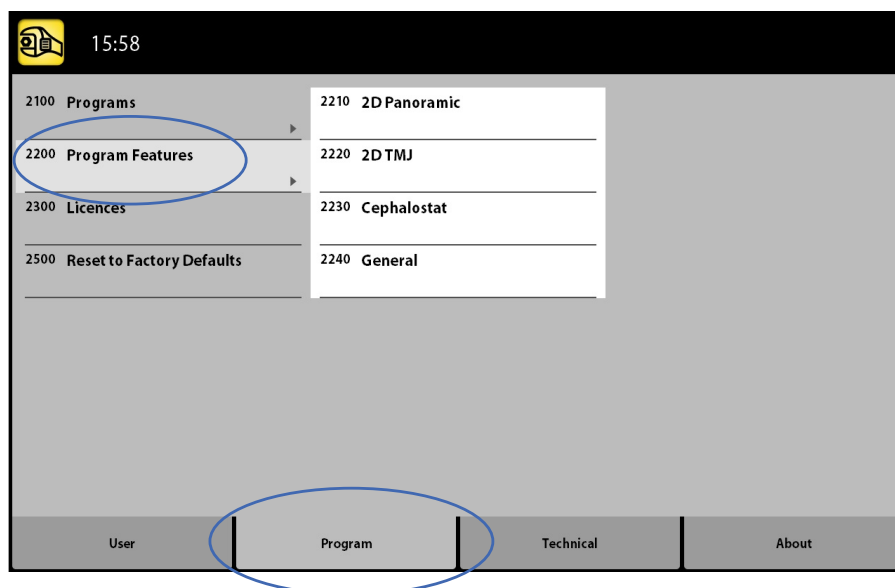 15:58
2100 Programs
2200 Program Features
2300 Licences
2500 Reset to Factory Defaults
2210 2D Panoramic
2220 2D TMJ
2230 Cephalostat
2240 General
User
Program
Technical
About